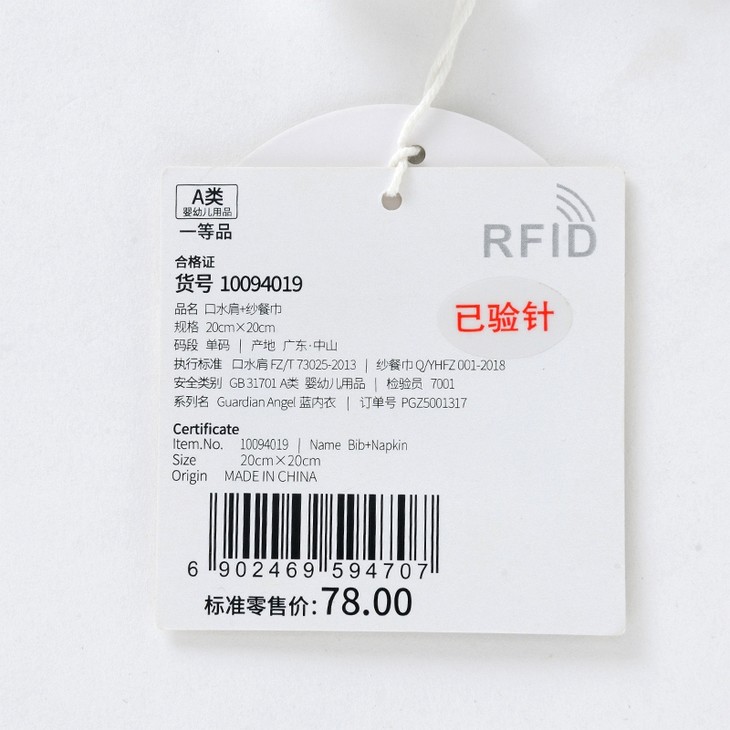 A类
婴幼儿用品
一等品
RFID
合格证
货号 10094019
已验针
品名 口水肩+纱餐巾
规格 20cm×20cm
码段 单码 | 产地 广东·中山
执行标准 口水肩 FZ/T 73025-2013 | 纱餐巾 Q/YHFZ 001-2018
安全类别 GB 31701 A类 婴幼儿用品 | 检验员 7001
系列名 Guardian Angel 蓝内衣 | 订单号 PGZ5001317
Certificate
Item.No. 10094019 | Name Bib+Napkin
Size 20cm×20cm
Origin MADE IN CHINA
6 902469 594707
标准零售价:78.00